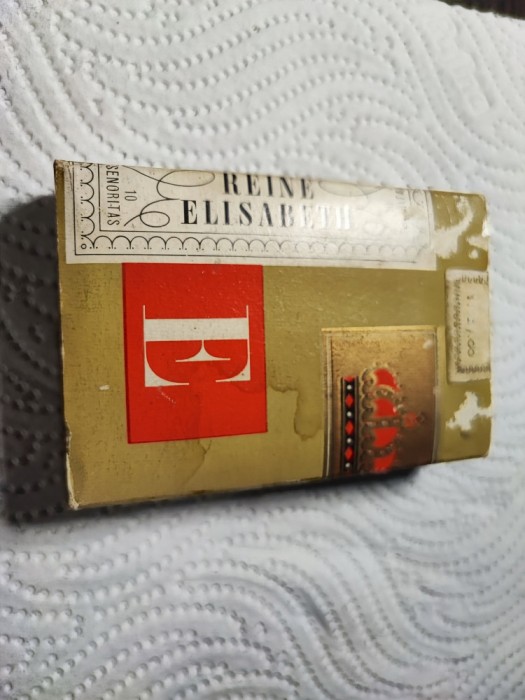 10
SENORITAS
REINE
ELISABETH
E